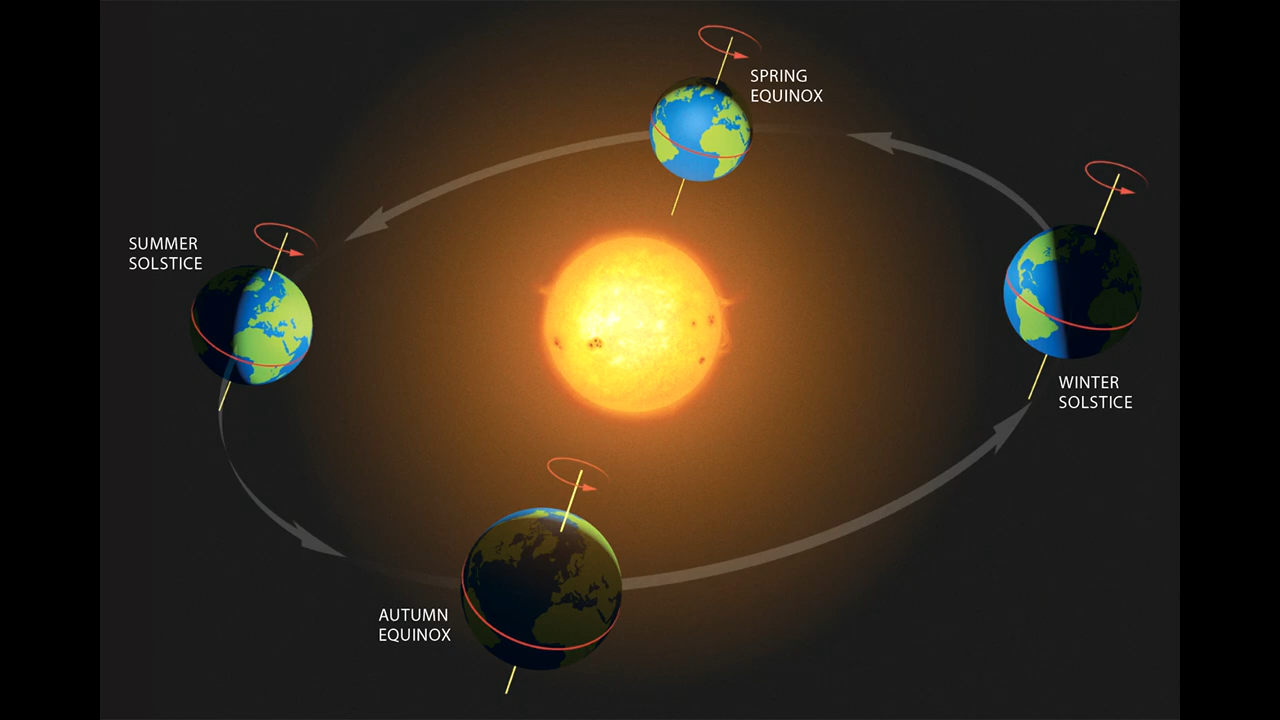 SPRING
EQUINOX
SUMMER
SOLSTICE
WINTER
SOLSTICE
AUTUMN
EQUINOX